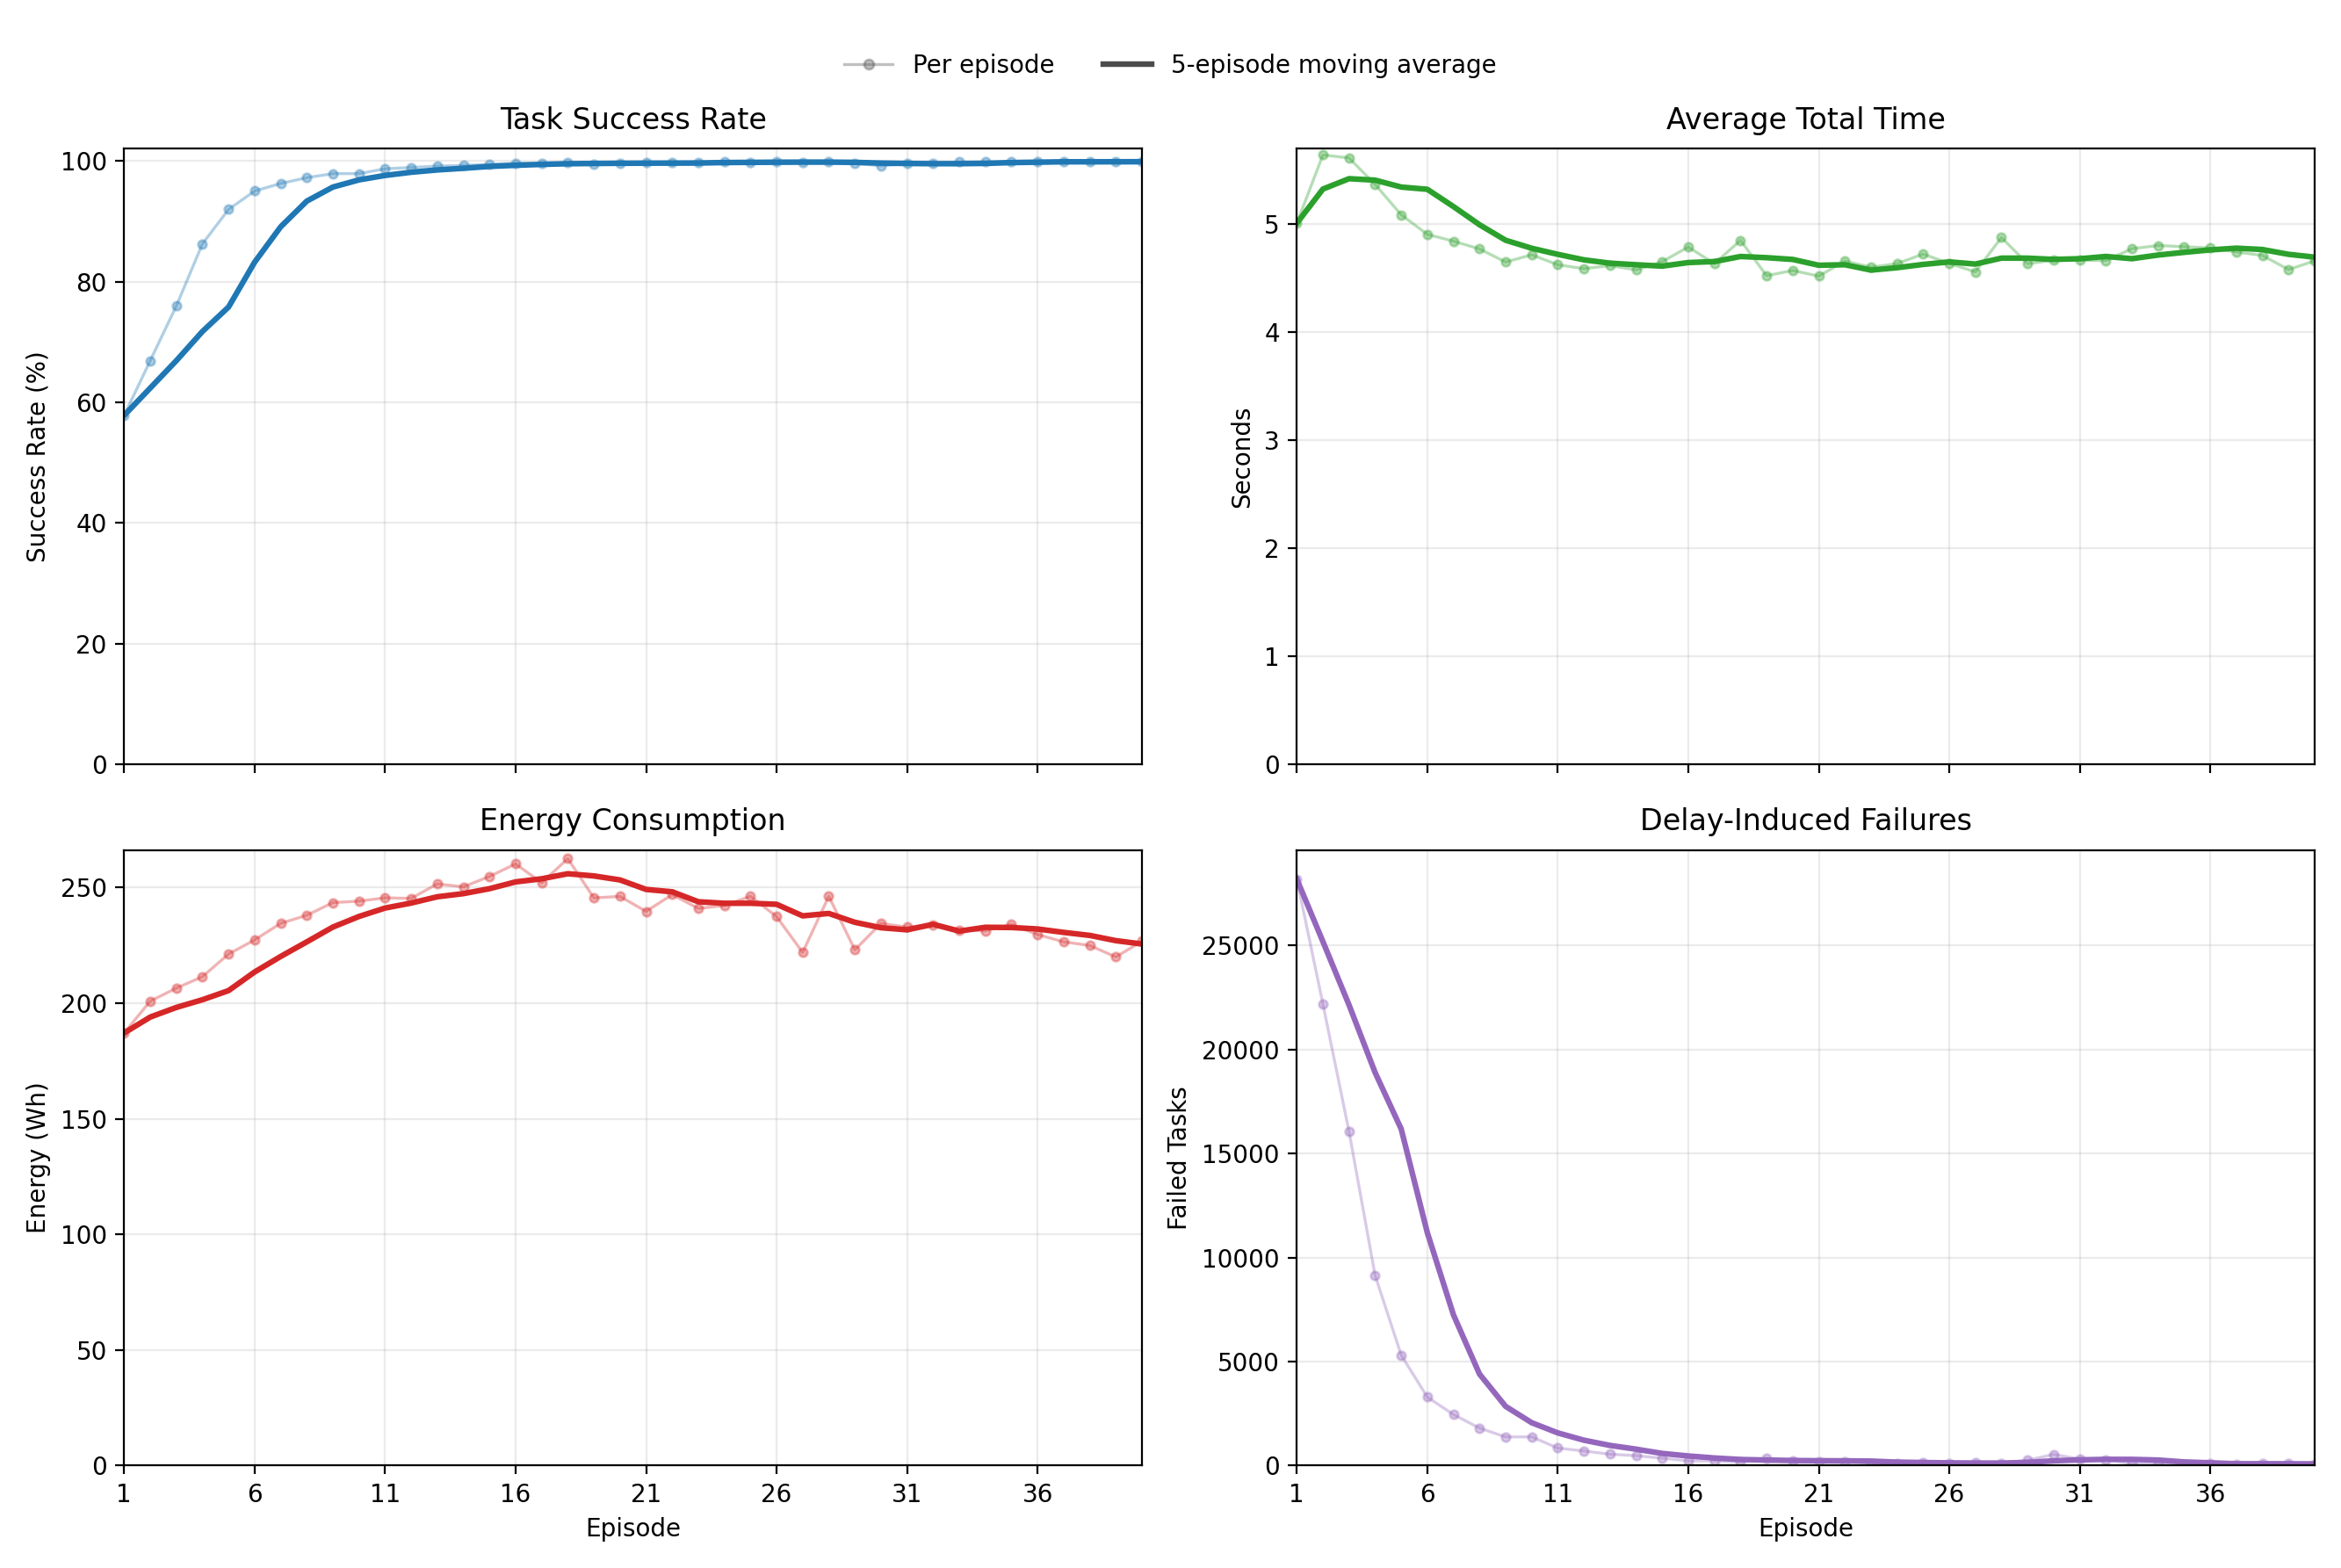 Per episode 5-episode moving average
Task Success Rate
100
80
60
40
20
0
Success Rate (%)
Average Total Time
5
4
3
2
1
0
Seconds
Energy Consumption
250
200
150
100
50
0
Energy (Wh)
1 6 11 16 21 26 31 36
Episode
Delay-Induced Failures
25000
20000
15000
10000
5000
0
Failed Tasks
1 6 11 16 21 26 31 36
Episode